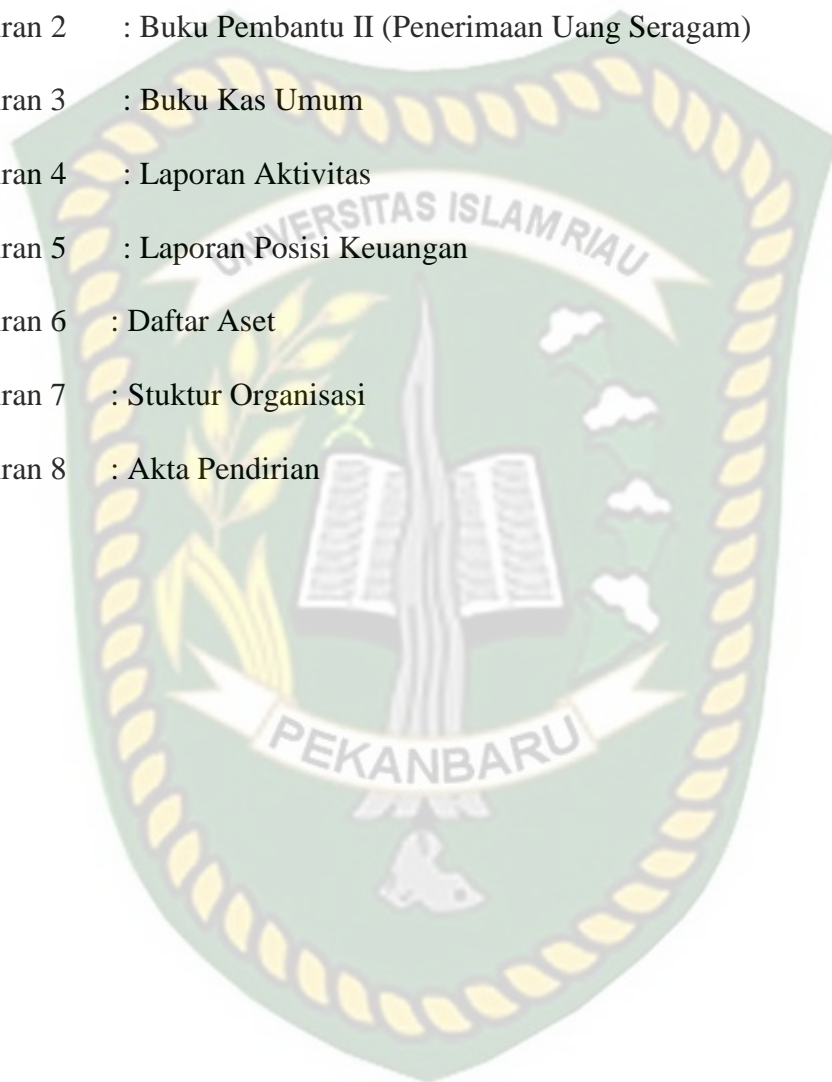 ran 2 : Buku Pembantu II (Penerimaan Uang Seragam)
ran 3 : Buku Kas Umum
ran 4 : Laporan Aktivitas
UNIVERSITAS ISLAM RIAU
ran 5 : Laporan Posisi Keuangan
ran 6 : Daftar Aset
ran 7 : Stuktur Organisasi
ran 8 : Akta Pendirian
PEKANBARU